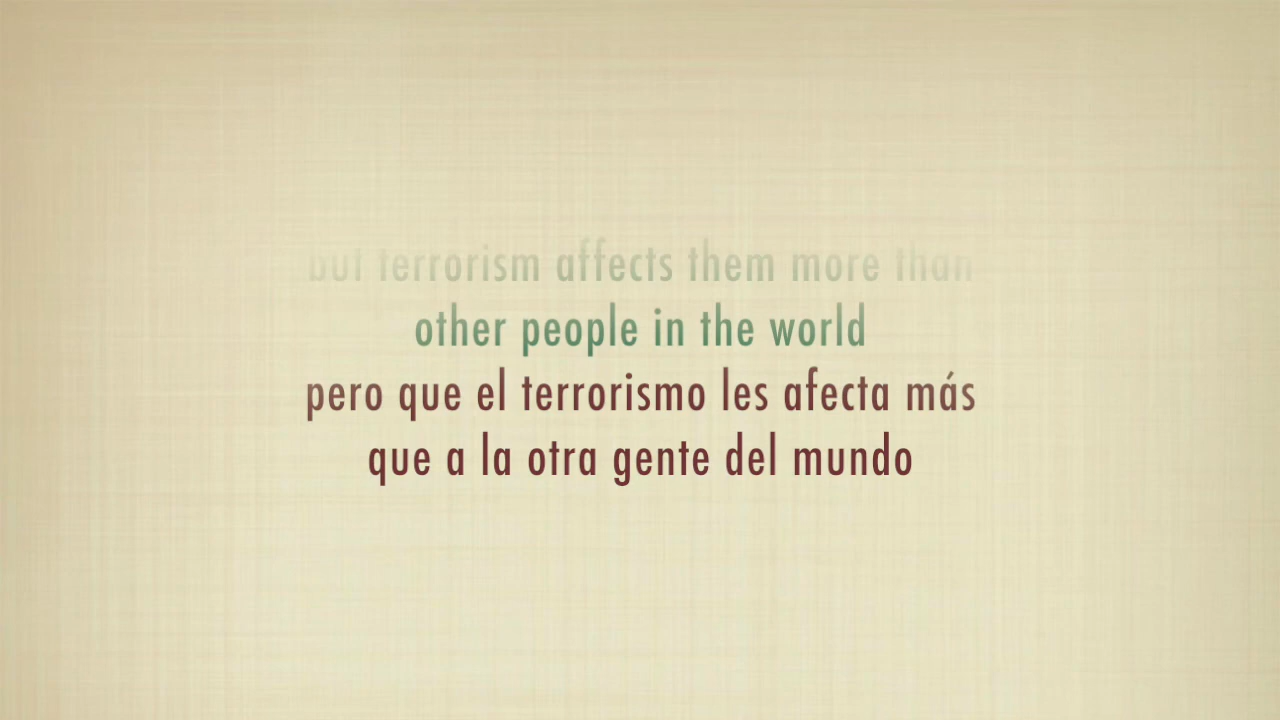 but terrorism affects them more than
other people in the world
pero que el terrorismo les afecta más
que a la otra gente del mundo